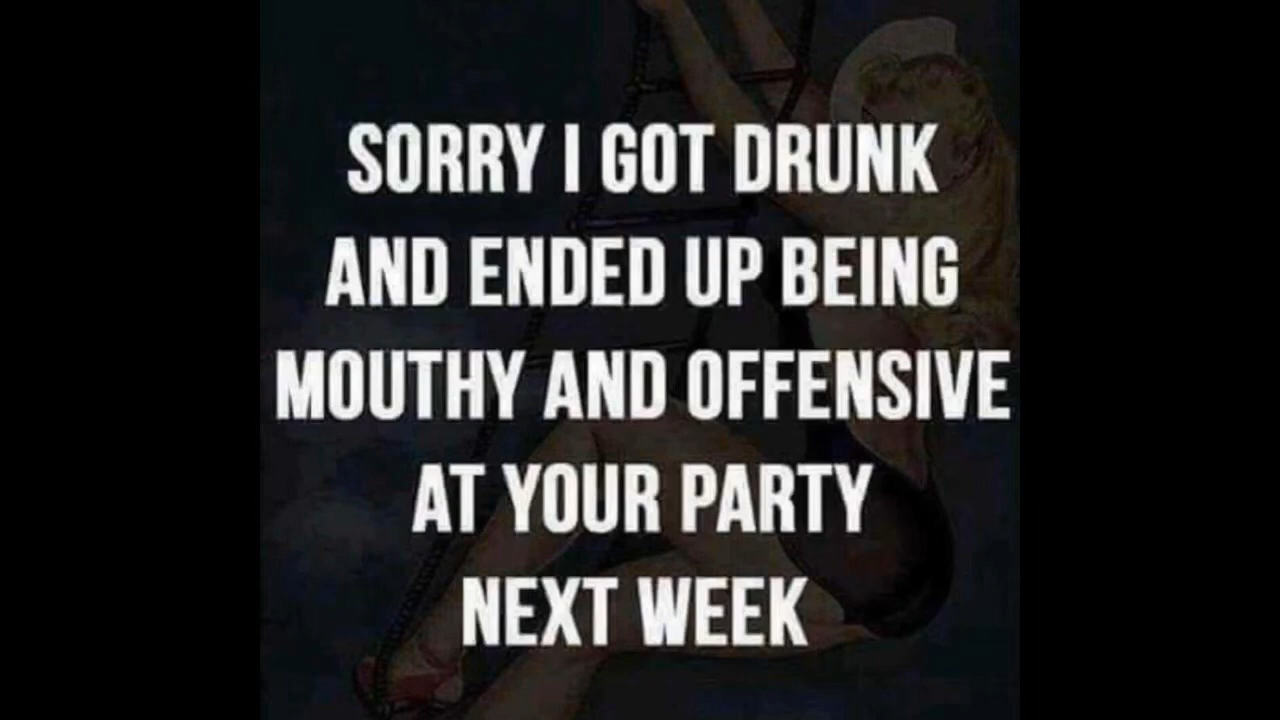 SORRY I GOT DRUNK
AND ENDED UP BEING
MOUTHY AND OFFENSIVE
AT YOUR PARTY
NEXT WEEK